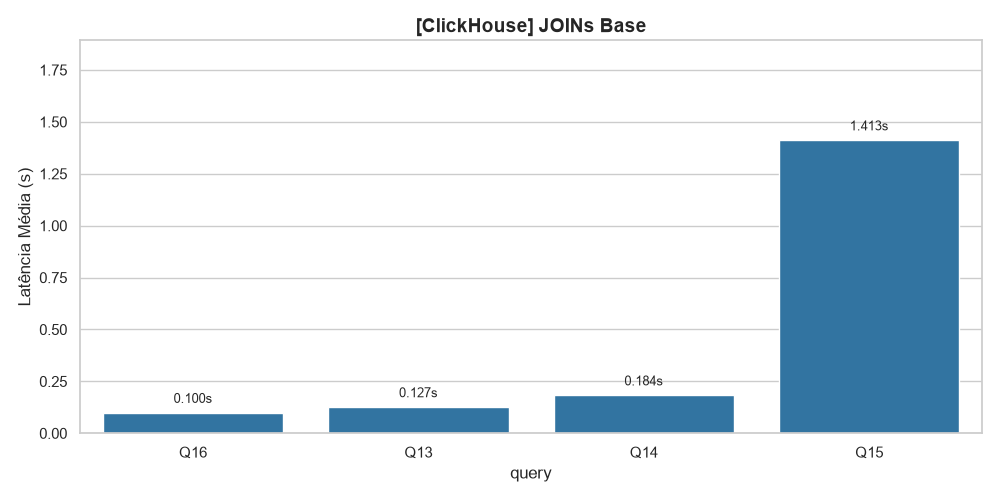 [ClickHouse] JOINs Base
Latência Média (s)
1.75
1.50
1.25
1.00
0.75
0.50
0.25
0.00
0.100s
0.127s
0.184s
1.413s
Q16
Q13
Q14
Q15
query